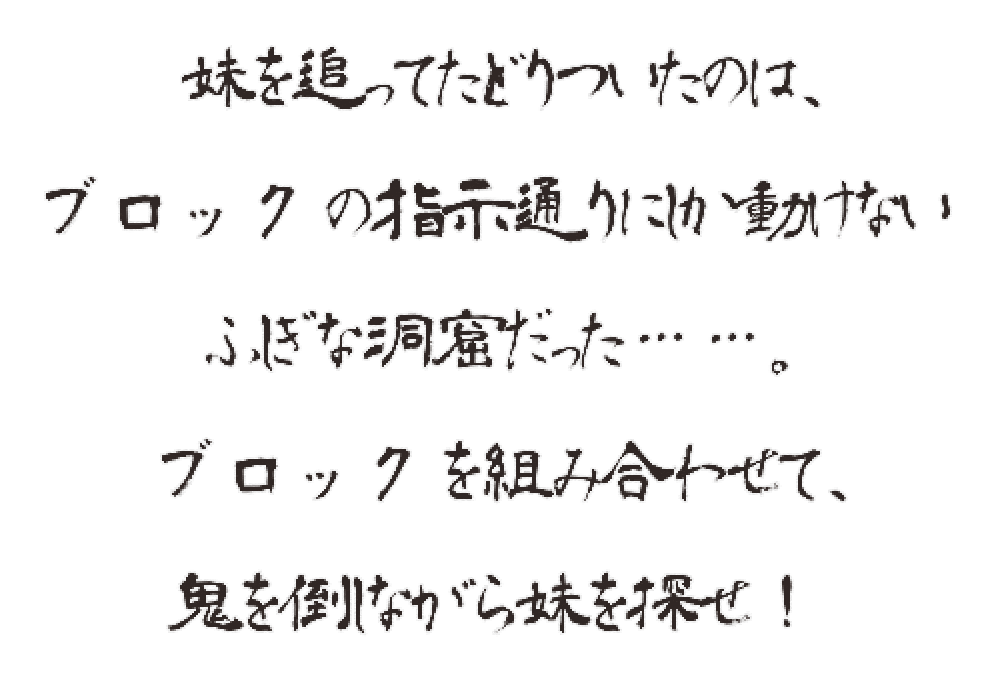 妹を追ってたどりついたのは、
ブロックの指示通りにしか動けない
ふしぎな洞窟だった……。
ブロックを組み合わせて、
鬼を倒しながら妹を探せ！